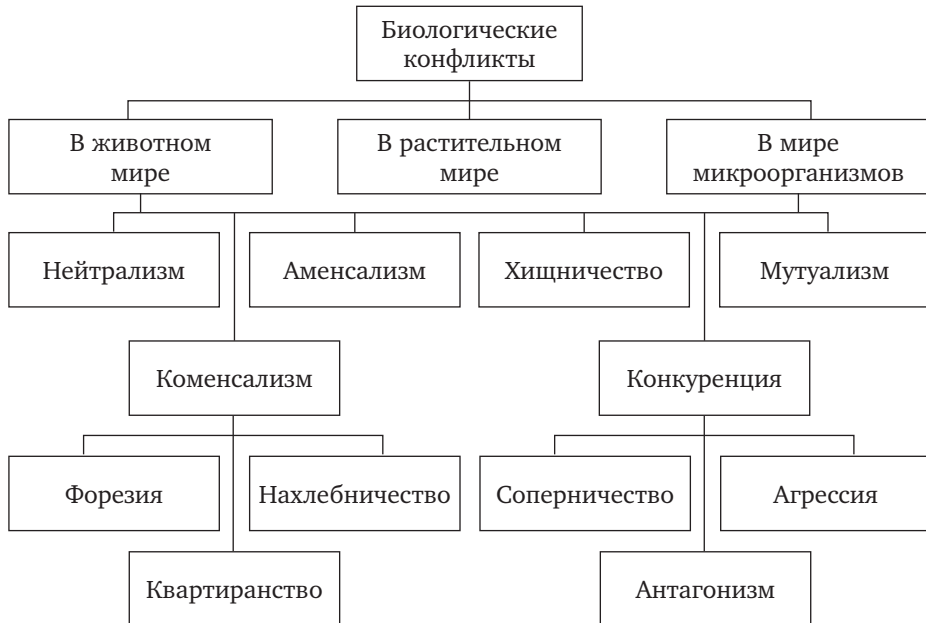 Биологические
конфликты
В животном
мире
В растительном
мире
В мире
микроорганизмов
Нейтрализм
Аменсализм
Хищничество
Мутуализм
Коменсализм
Конкуренция
Форезия
Нахлебничество
Соперничество
Агрессия
Квартиранство
Антагонизм